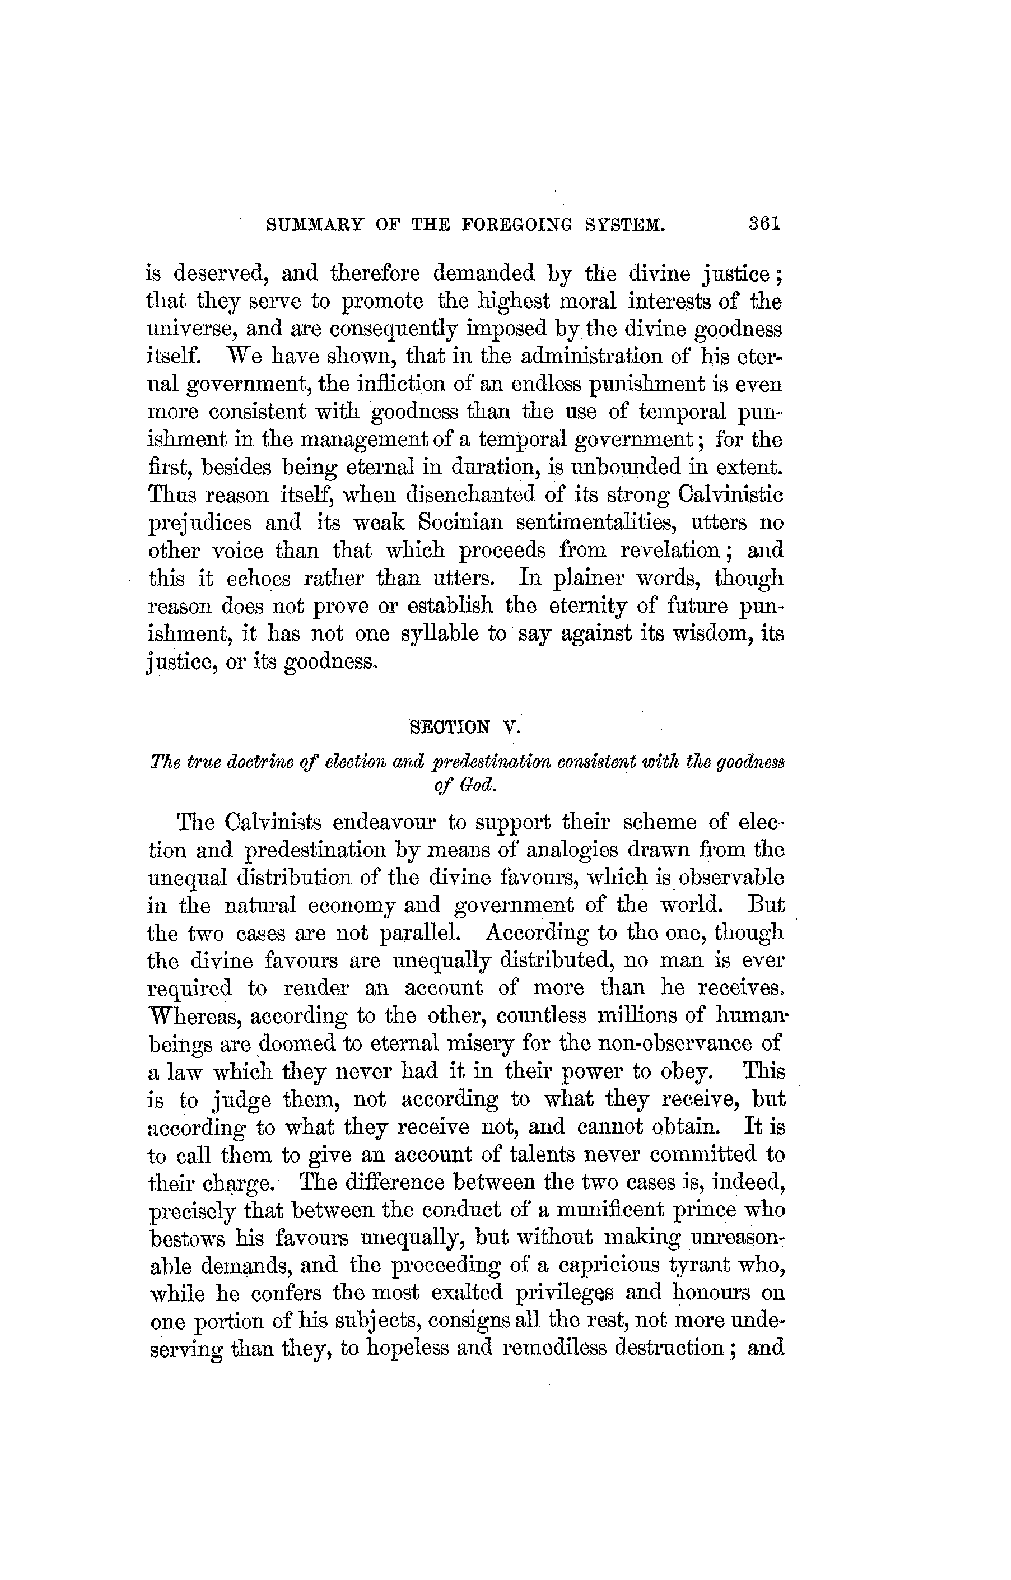 SUMMARY OF THE FOREGOING SYSTEM. 361
is deserved, and therefore demanded by the divine justice;
that they serve to promote the highest moral interests of the
universe, and are consequently imposed by the divine goodness
itself. We have shown, that in the administration of his eter-
nal government, the infliction of an endless punishment is even
more consistent with goodness than the use of temporal pun-
ishment in the management of a temporal government; for the
first, besides being eternal in duration, is unbounded in extent.
Thus reason itself, when disenchanted of its strong Calvinistic
prejudices and its weak Socinian sentimentalities, utters no
other voice than that which proceeds from revelation; and
this it echoes rather than utters. In plainer words, though
reason does not prove or establish the eternity of future pun-
ishment, it has not one syllable to say against its wisdom, its
justice, or its goodness.
SECTION V.
The true doctrine of election and predestination consistent with the goodness
of God.
The Calvinists endeavour to support their scheme of elec-
tion and predestination by means of analogies drawn from the
unequal distribution of the divine favours, which is observable
in the natural economy and government of the world. But
the two cases are not parallel. According to the one, though
the divine favours are unequally distributed, no man is ever
required to render an account of more than he receives.
Whereas, according to the other, countless millions of human
beings are doomed to eternal misery for the non-observance of
a law which they never had it in their power to obey. This
is to judge them, not according to what they receive, but
according to what they receive not, and cannot obtain. It is
to call them to give an account of talents never committed to
their charge. The difference between the two cases is, indeed,
precisely that between the conduct of a munificent prince who
bestows his favours unequally, but without making unreason-
able demands, and the proceeding of a capricious tyrant who,
while he confers the most exalted privileges and honours on
one portion of his subjects, consigns all the rest, not more unde-
serving than they, to hopeless and remediless destruction; and